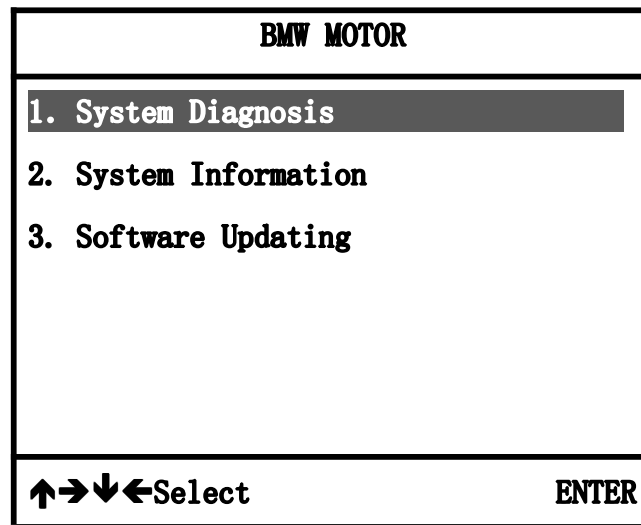 BMW MOTOR
1. System Diagnosis
2. System Information
3. Software Updating
↑→↓←Select ENTER